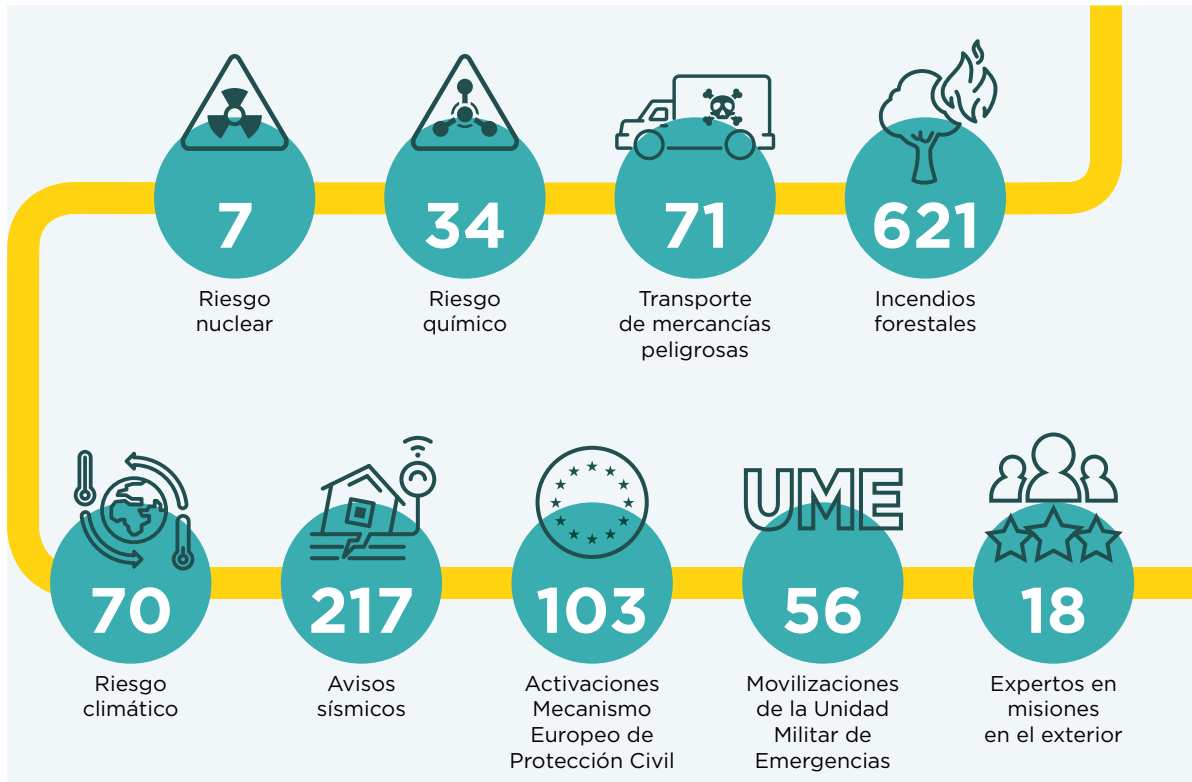 7
Riesgo
nuclear
34
Riesgo
químico
71
Transporte
de mercancías
peligrosas
621
Incendios
forestales
70
Riesgo
climático
217
Avisos
sísmicos
103
Activaciones
Mecanismo
Europeo de
Protección Civil
UME
56
Movilizaciones
de la Unidad
Militar de
Emergencias
18
Expertos en
misiones
en el exterior